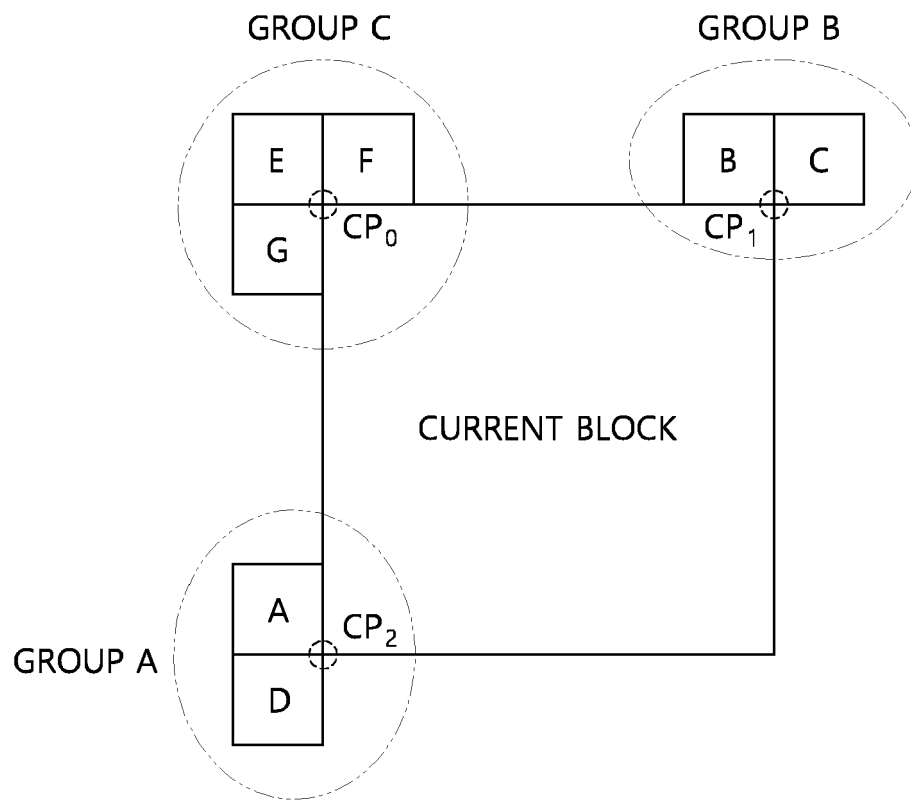 GROUP C
GROUP B
E F
B C
G
CP0
CP1
CURRENT BLOCK
A
CP2
GROUP A
D